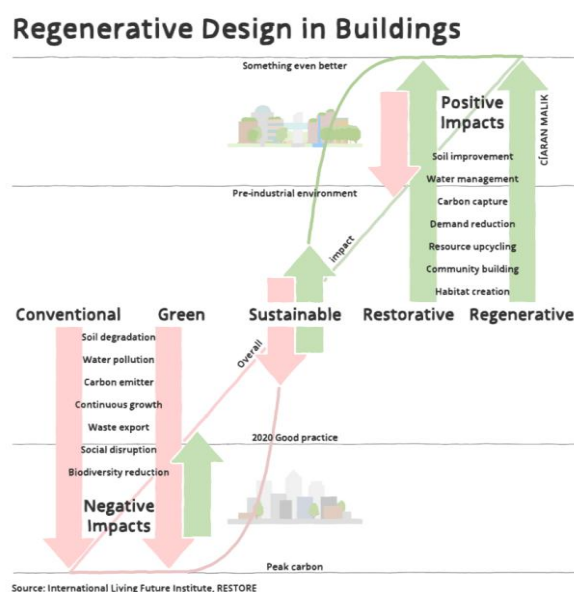 Regenerative Design in Buildings
Something even better
Positive
Impacts
CÍARAN MALIK
Soil improvement
Water management
Pre-industrial environment
Carbon capture
Demand reduction
Resource upcycling
Community building
Habitat creation
impact
Conventional
Green
Sustainable
Restorative
Regenerative
Overall
Soil degradation
Water pollution
Carbon emitter
Continuous growth
Waste export
Social disruption
Biodiversity reduction
2020 Good practice
Negative
Impacts
Peak carbon
Source: International Living Future Institute, RESTORE